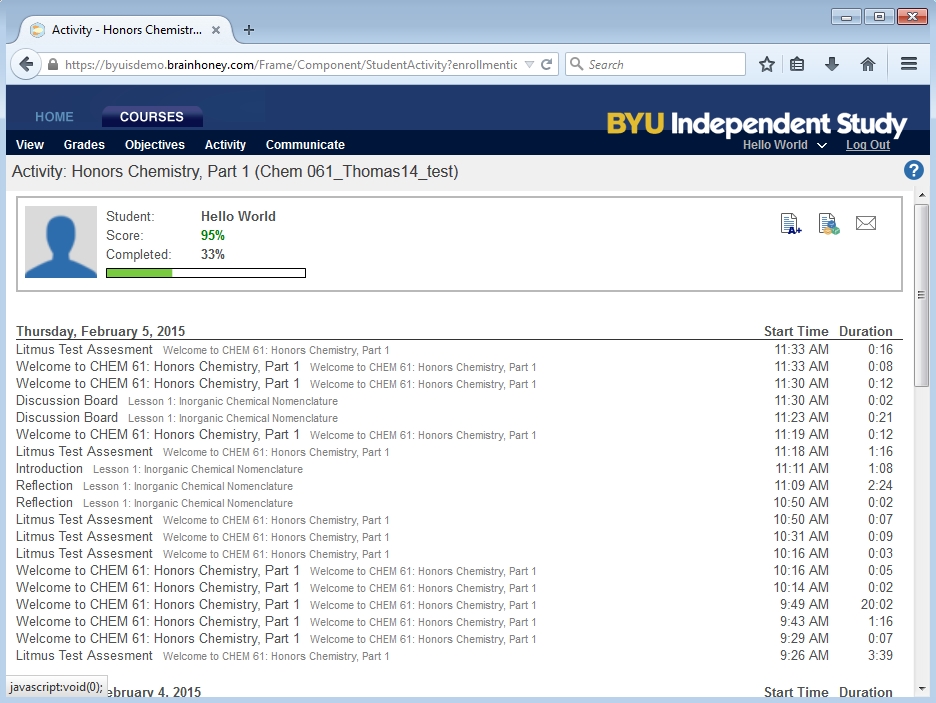 Activity - Honors Chemistr...
https://byuisdemo.brainhoney.com/Frame/Component/StudentActivity?enrollmentic
Search
HOME COURSES
BYU Independent Study
View Grades Objectives Activity Communicate
Hello World Log Out
Activity: Honors Chemistry, Part 1 (Chem 061_Thomas14_test)
?
Student: Hello World
Score: 95%
Completed: 33%
A+
Thursday, February 5, 2015 Start Time Duration
Litmus Test Assesment Welcome to CHEM 61: Honors Chemistry, Part 1 11:33 AM 0:16
Welcome to CHEM 61: Honors Chemistry, Part 1 Welcome to CHEM 61: Honors Chemistry, Part 1 11:33 AM 0:08
Welcome to CHEM 61: Honors Chemistry, Part 1 Welcome to CHEM 61: Honors Chemistry, Part 1 11:30 AM 0:12
Discussion Board Lesson 1: Inorganic Chemical Nomenclature 11:30 AM 0:02
Discussion Board Lesson 1: Inorganic Chemical Nomenclature 11:23 AM 0:21
Welcome to CHEM 61: Honors Chemistry, Part 1 Welcome to CHEM 61: Honors Chemistry, Part 1 11:19 AM 0:12
Litmus Test Assesment Welcome to CHEM 61: Honors Chemistry, Part 1 11:18 AM 1:16
Introduction Lesson 1: Inorganic Chemical Nomenclature 11:11 AM 1:08
Reflection Lesson 1: Inorganic Chemical Nomenclature 11:09 AM 2:24
Reflection Lesson 1: Inorganic Chemical Nomenclature 10:50 AM 0:02
Litmus Test Assesment Welcome to CHEM 61: Honors Chemistry, Part 1 10:50 AM 0:07
Litmus Test Assesment Welcome to CHEM 61: Honors Chemistry, Part 1 10:31 AM 0:09
Litmus Test Assesment Welcome to CHEM 61: Honors Chemistry, Part 1 10:16 AM 0:03
Welcome to CHEM 61: Honors Chemistry, Part 1 Welcome to CHEM 61: Honors Chemistry, Part 1 10:16 AM 0:05
Welcome to CHEM 61: Honors Chemistry, Part 1 Welcome to CHEM 61: Honors Chemistry, Part 1 10:14 AM 0:02
Welcome to CHEM 61: Honors Chemistry, Part 1 Welcome to CHEM 61: Honors Chemistry, Part 1 9:49 AM 20:02
Welcome to CHEM 61: Honors Chemistry, Part 1 Welcome to CHEM 61: Honors Chemistry, Part 1 9:43 AM 1:16
Welcome to CHEM 61: Honors Chemistry, Part 1 Welcome to CHEM 61: Honors Chemistry, Part 1 9:29 AM 0:07
Litmus Test Assesment Welcome to CHEM 61: Honors Chemistry, Part 1 9:26 AM 3:39
javascript:void(0); ebruary 4, 2015 Start Time Duration